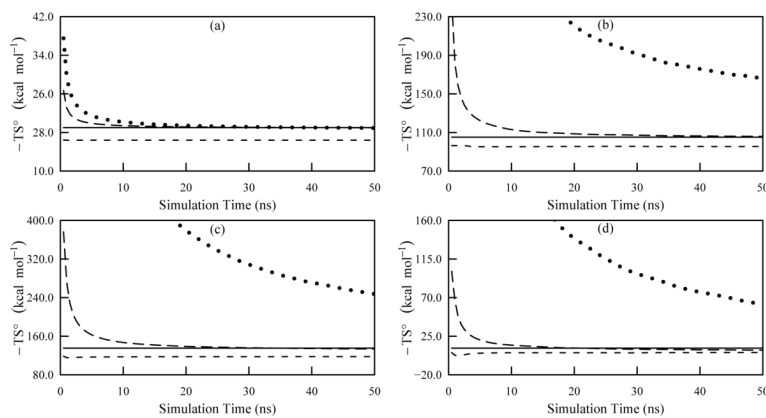 (a)
42.0
34.0
26.0
28.0
10.0
−TS° (kcal mol⁻¹)
0 10 20 30 40 50
Simulation Time (ns)
(b)
230.0
190.0
150.0
110.0
70.0
−TS° (kcal mol⁻¹)
0 10 20 30 40 50
Simulation Time (ns)
(c)
400.0
320.0
240.0
160.0
80.0
−TS° (kcal mol⁻¹)
0 10 20 30 40 50
Simulation Time (ns)
(d)
160.0
115.0
70.0
25.0
−20.0
−TS° (kcal mol⁻¹)
0 10 20 30 40 50
Simulation Time (ns)